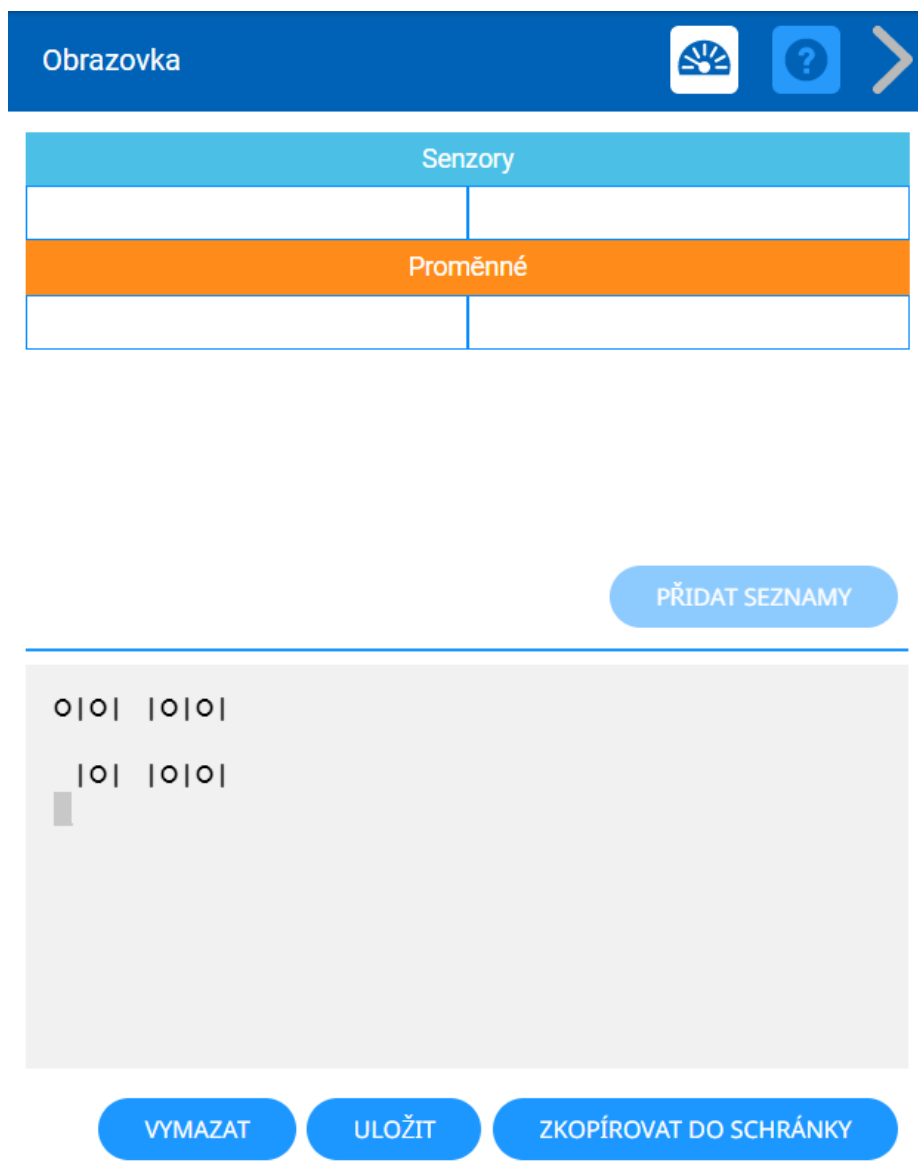 Obrazovka
Senzory
Proměnné
PŘIDAT SEZNAMY
O|O| |O|O|
 |O| |O|O|
VYMAZAT
ULOŽIT
ZKOPÍROVAT DO SCHRÁNKY